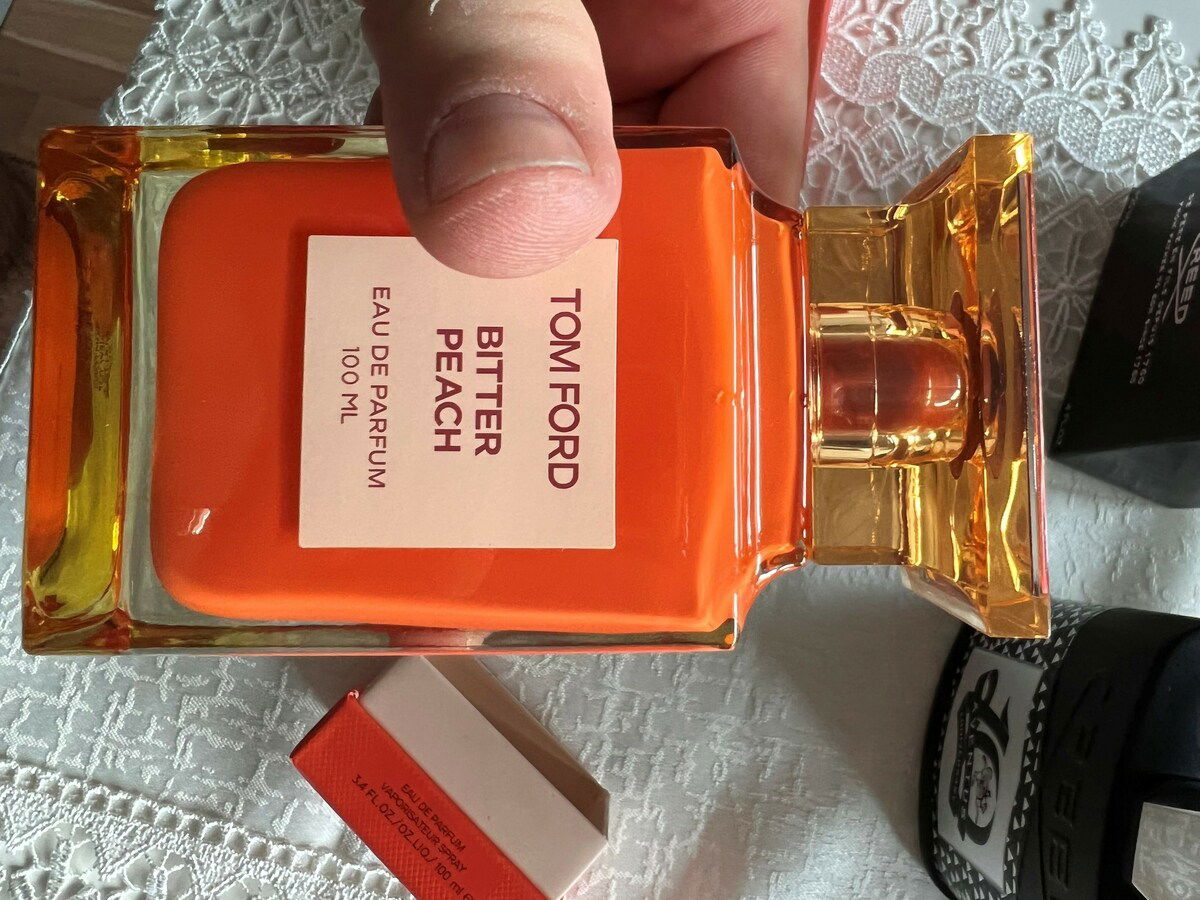 TOM FORD
BITTER
PEACH
EAU DE PARFUM
100 ML
EAU DE PARFUM
VAPORISATEUR SPRAY
3.4 FL.OZ./OZ.LIQ./100 ml e